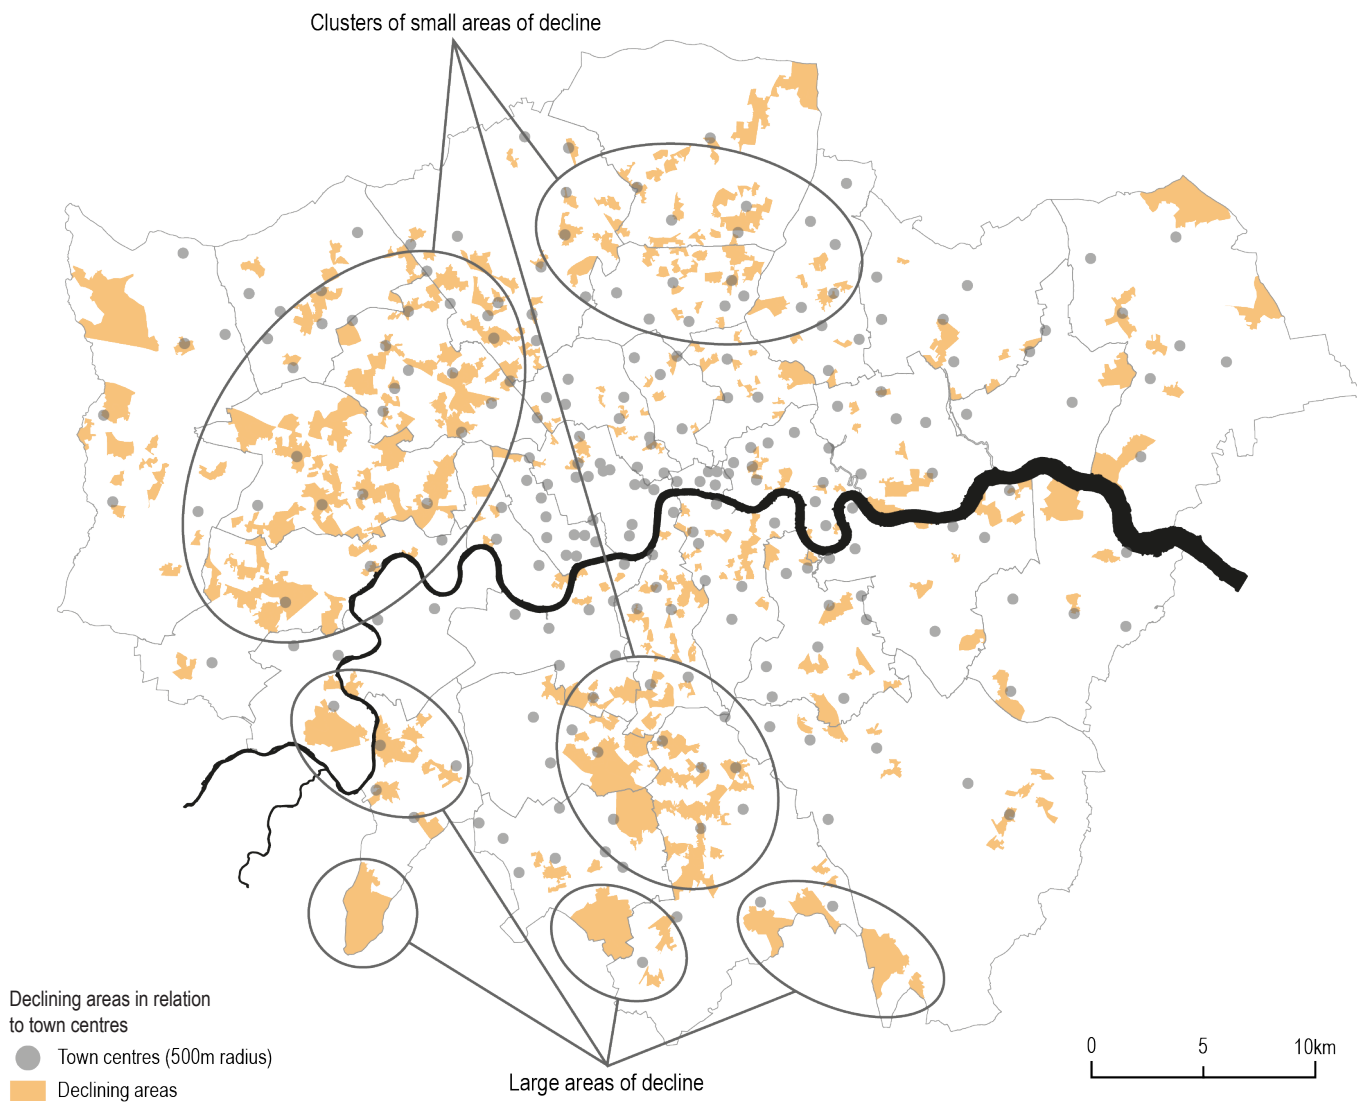 Clusters of small areas of decline
Declining areas in relation
to town centres
Town centres (500m radius)
Declining areas
Large areas of decline
0 5 10km